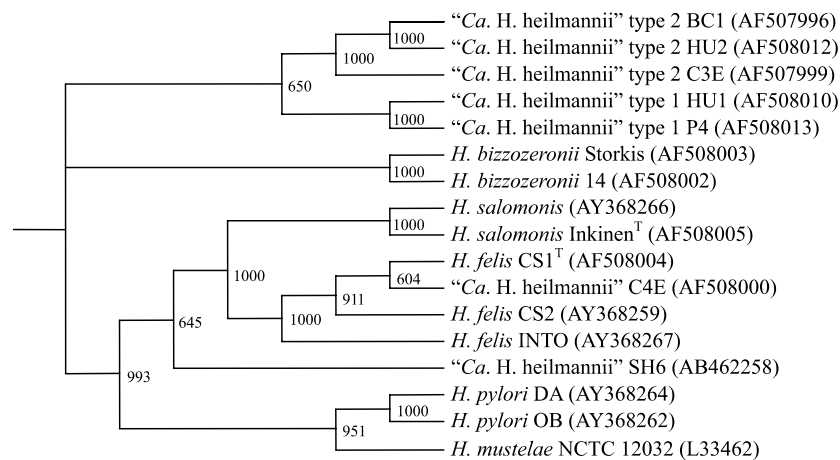 “Ca. H. heilmannii” type 2 BC1 (AF507996)
1000
“Ca. H. heilmannii” type 2 HU2 (AF508012)
1000
“Ca. H. heilmannii” type 2 C3E (AF507999)
650
“Ca. H. heilmannii” type 1 HU1 (AF508010)
1000
“Ca. H. heilmannii” type 1 P4 (AF508013)
H. bizzozeronii Storkis (AF508003)
1000
H. bizzozeronii 14 (AF508002)
H. salomonis (AY368266)
1000
H. salomonis Inkinenᵀ (AF508005)
H. felis CS1ᵀ (AF508004)
1000
604
“Ca. H. heilmannii” C4E (AF508000)
911
H. felis CS2 (AY368259)
645
1000
H. felis INTO (AY368267)
“Ca. H. heilmannii” SH6 (AB462258)
993
H. pylori DA (AY368264)
1000
H. pylori OB (AY368262)
951
H. mustelae NCTC 12032 (L33462)